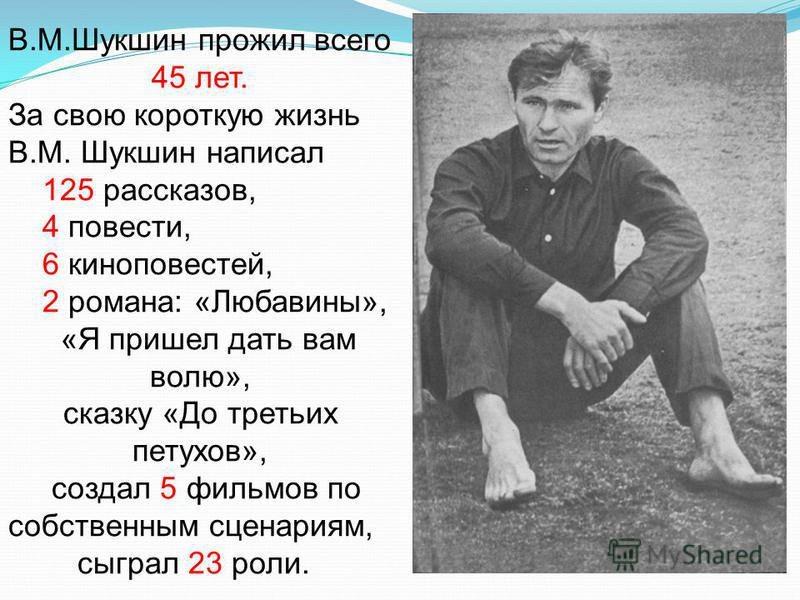 В.М.Шукшин прожил всего
45 лет.
За свою короткую жизнь
В.М. Шукшин написал
125 рассказов,
4 повести,
6 киноповестей,
2 романа: «Любавины»,
«Я пришел дать вам
волю»,
сказку «До третьих
петухов»,
создал 5 фильмов по
собственным сценариям,
сыграл 23 роли.
MyShared